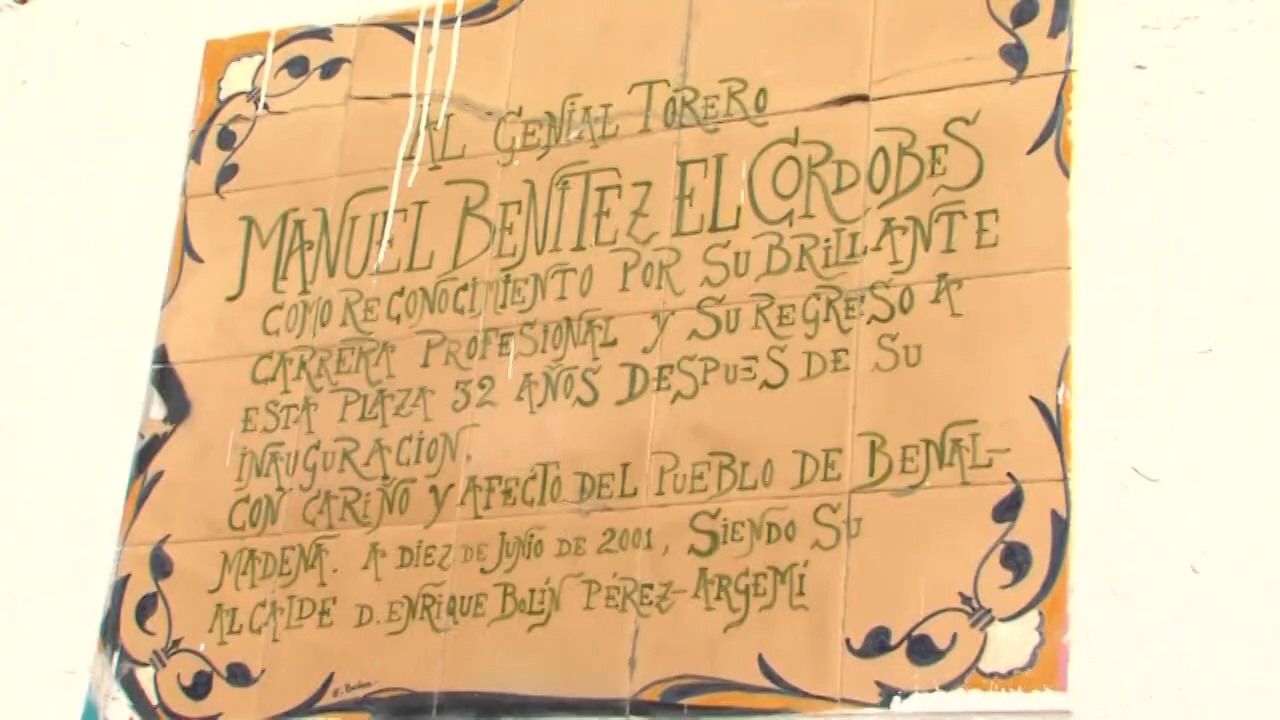 AL GENIAL TORERO
MANUEL BENITEZ EL CORDOBES
COMO RECONOCIMIENTO POR SU BRILLANTE
CARRERA PROFESIONAL Y SU REGRESO A
ESTA PLAZA 32 AÑOS DESPUES DE SU
INAUGURACION.
CON CARIÑO Y AFECTO DEL PUEBLO DE BENAL-
MADENA. A DIEZ DE JUNIO DE 2001, SIENDO SU
ALCALDE D. ENRIQUE BOLÍN PÉREZ-ARGEMÍ